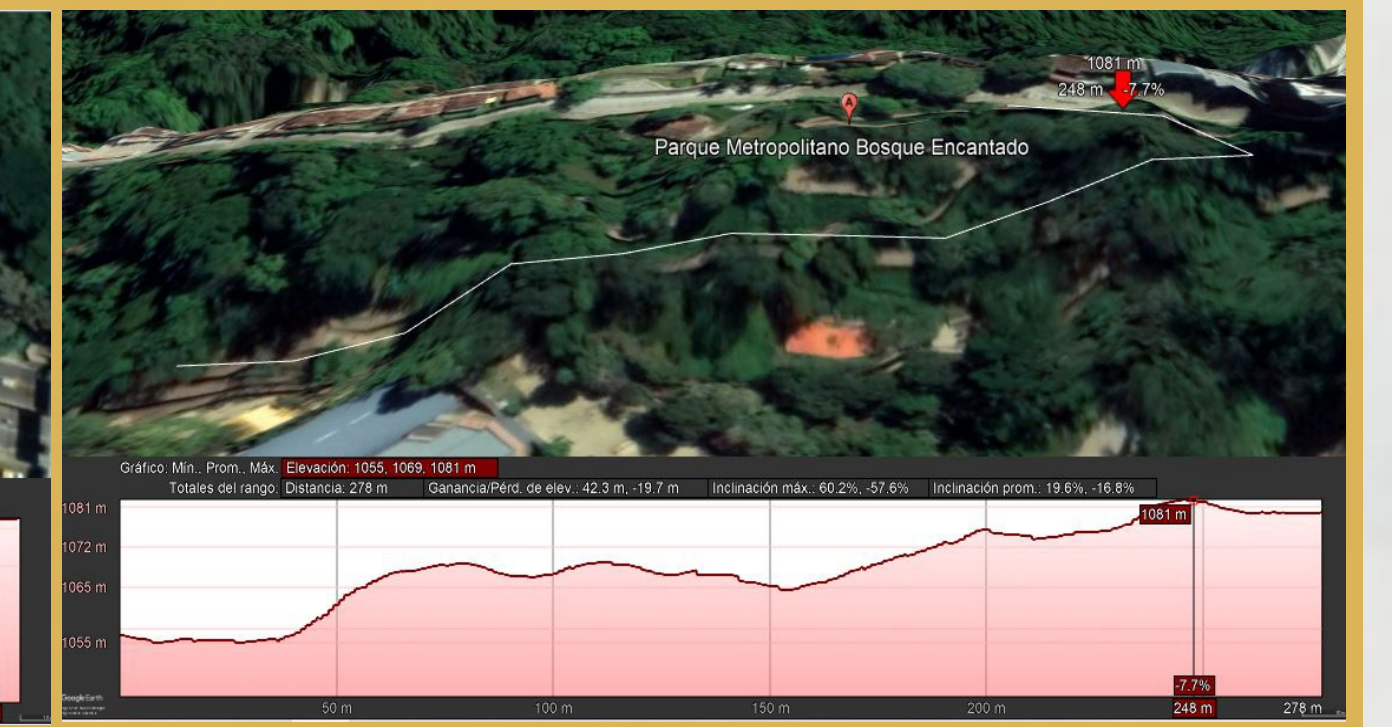 1081 m
248 m -7.7%
A
Parque Metropolitano Bosque Encantado
Gráfico: Mín., Prom., Máx. Elevación: 1055, 1069, 1081 m
Totales del rango: Distancia: 278 m Ganancia/Pérd. de elev.: 42.3 m, -19.7 m Inclinación máx.: 60.2%, -57.6% Inclinación prom.: 19.6%, -16.8%
1081 m
1081 m
1072 m
1065 m
1055 m
-7.7%
Google Earth
50 m 100 m 150 m 200 m 248 m 278 m